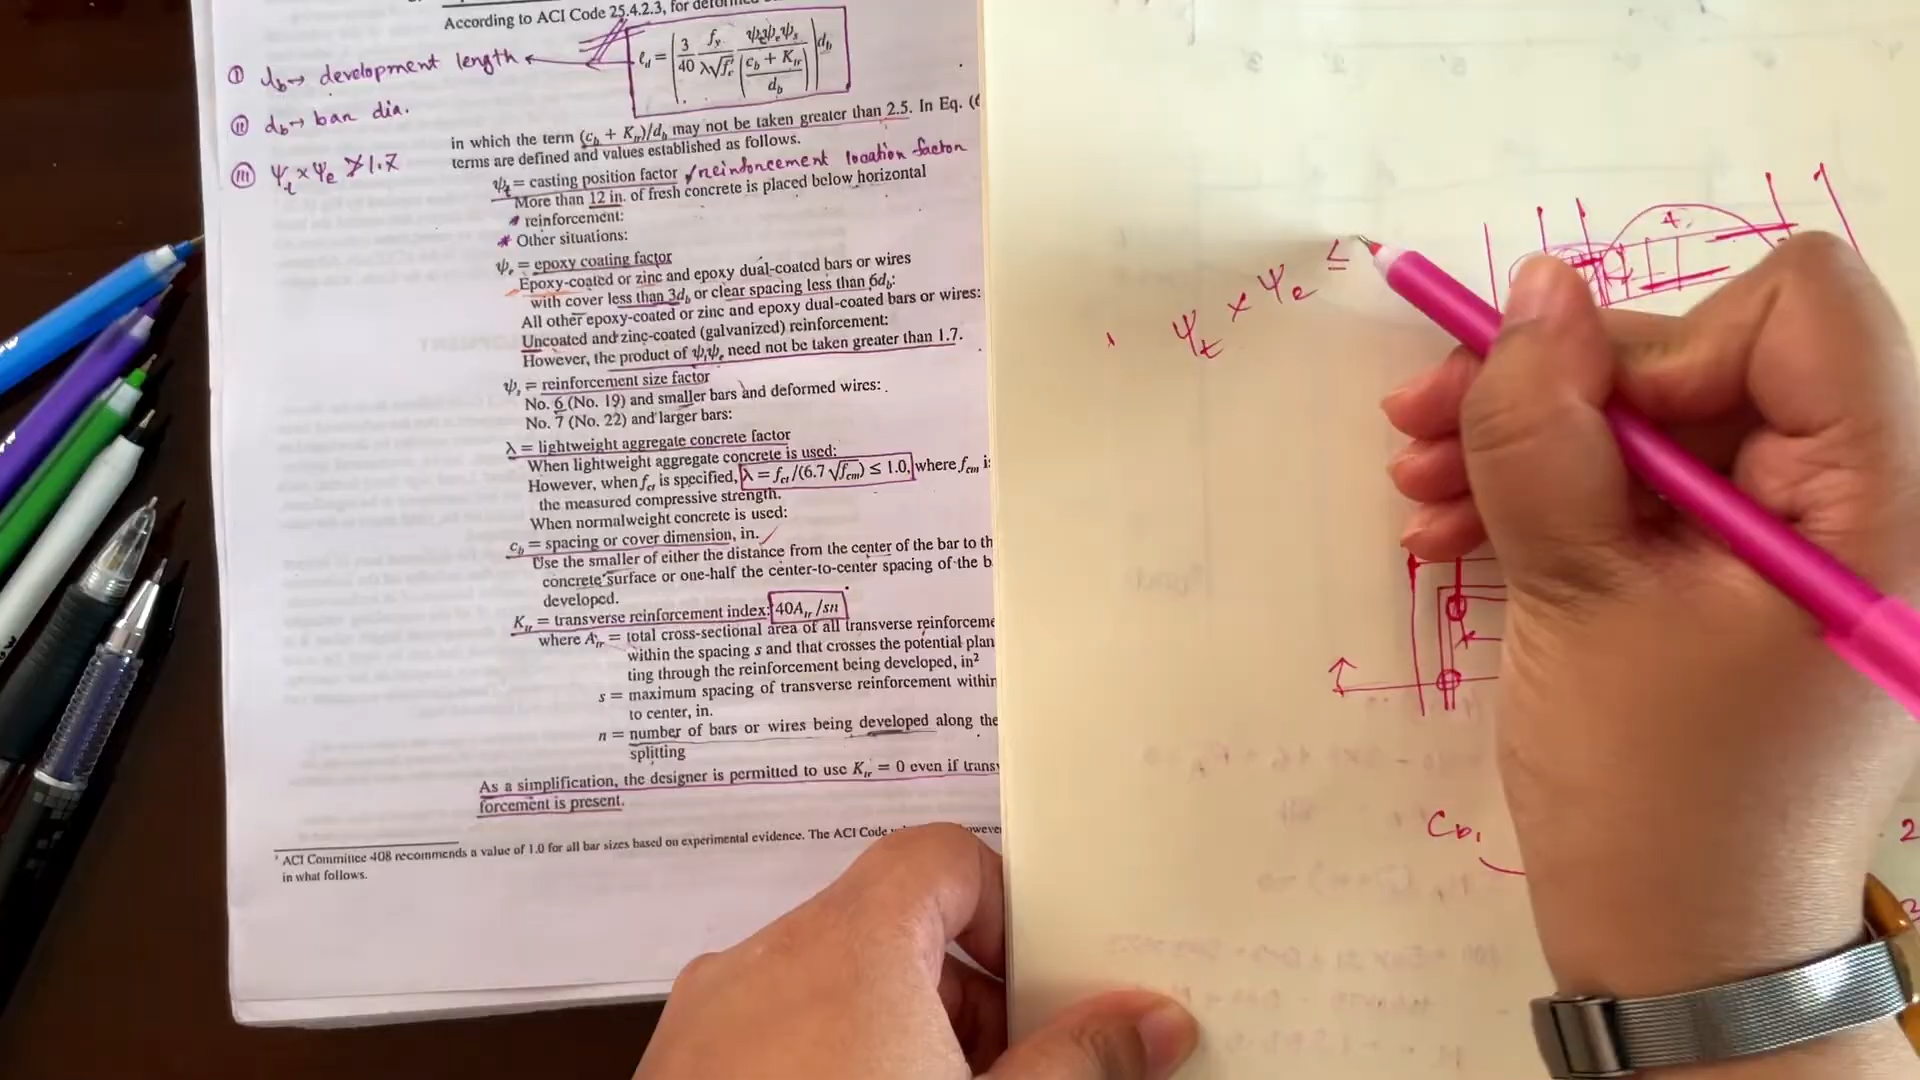 According to ACI Code 25.4.2.3, for deformed
① ld → development length
ℓd = (3/40 fy/λ√f′c ψtψeψs/((cb + Ktr)/db)) db
② db → ban dia.
③ ψt × ψe ≯ 1.7
in which the term (cb + Ktr)/db may not be taken greater than 2.5. In Eq. (6
terms are defined and values established as follows.
ψt = casting position factor / reinforcement location factor
More than 12 in. of fresh concrete is placed below horizontal
* reinforcement:
* Other situations:
ψe = epoxy coating factor
Epoxy-coated or zinc and epoxy dual-coated bars or wires
with cover less than 3db or clear spacing less than 6db:
All other epoxy-coated or zinc and epoxy dual-coated bars or wires:
Uncoated and zinc-coated (galvanized) reinforcement:
However, the product of ψtψe need not be taken greater than 1.7.
ψs = reinforcement size factor
No. 6 (No. 19) and smaller bars and deformed wires:
No. 7 (No. 22) and larger bars:
λ = lightweight aggregate concrete factor
When lightweight aggregate concrete is used:
However, when fct is specified, λ = fct/(6.7√fcm) ≤ 1.0, where fcm i
the measured compressive strength.
When normalweight concrete is used:
cb = spacing or cover dimension, in.
Use the smaller of either the distance from the center of the bar to th
concrete surface or one-half the center-to-center spacing of the b
developed.
Ktr = transverse reinforcement index: 40Atr/sn
where Atr = total cross-sectional area of all transverse reinforceme
within the spacing s and that crosses the potential plan
ting through the reinforcement being developed, in²
s = maximum spacing of transverse reinforcement within
to center, in.
n = number of bars or wires being developed along the
splitting
As a simplification, the designer is permitted to use Ktr = 0 even if trans
forcement is present.
ACI Committee 408 recommends a value of 1.0 for all bar sizes based on experimental evidence. The ACI Code
in what follows.
ψt × ψe ≤
Cb,
2